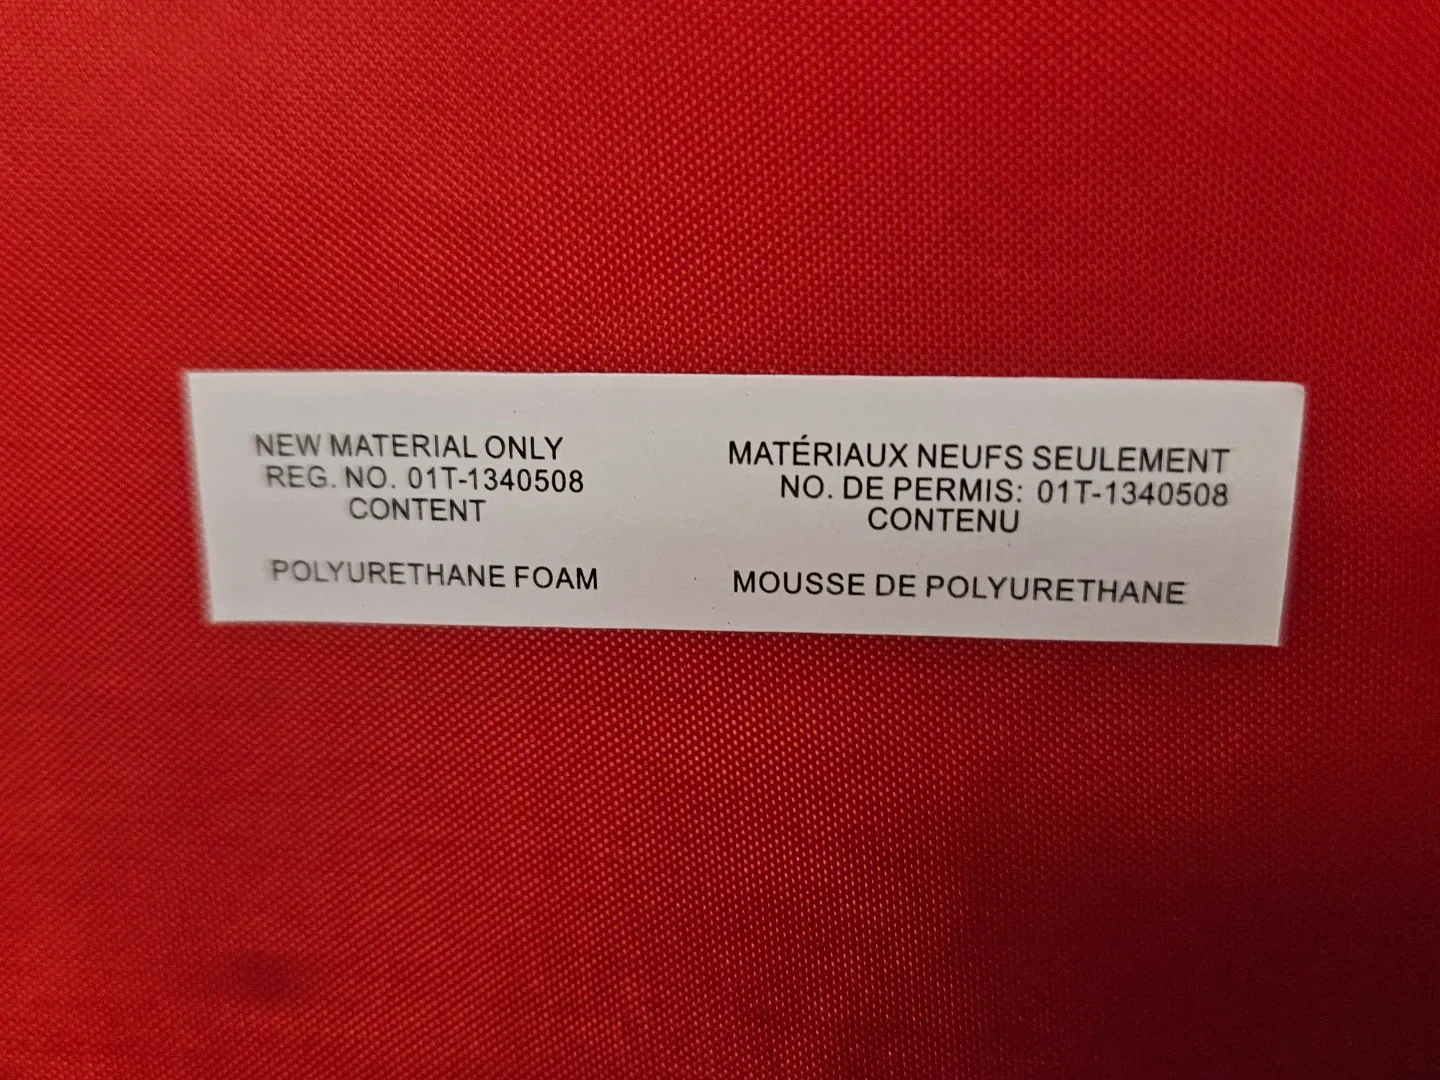 NEW MATERIAL ONLY
REG. NO. 01T-1340508
CONTENT
POLYURETHANE FOAM
MATÉRIAUX NEUFS SEULEMENT
NO. DE PERMIS: 01T-1340508
CONTENU
MOUSSE DE POLYURETHANE